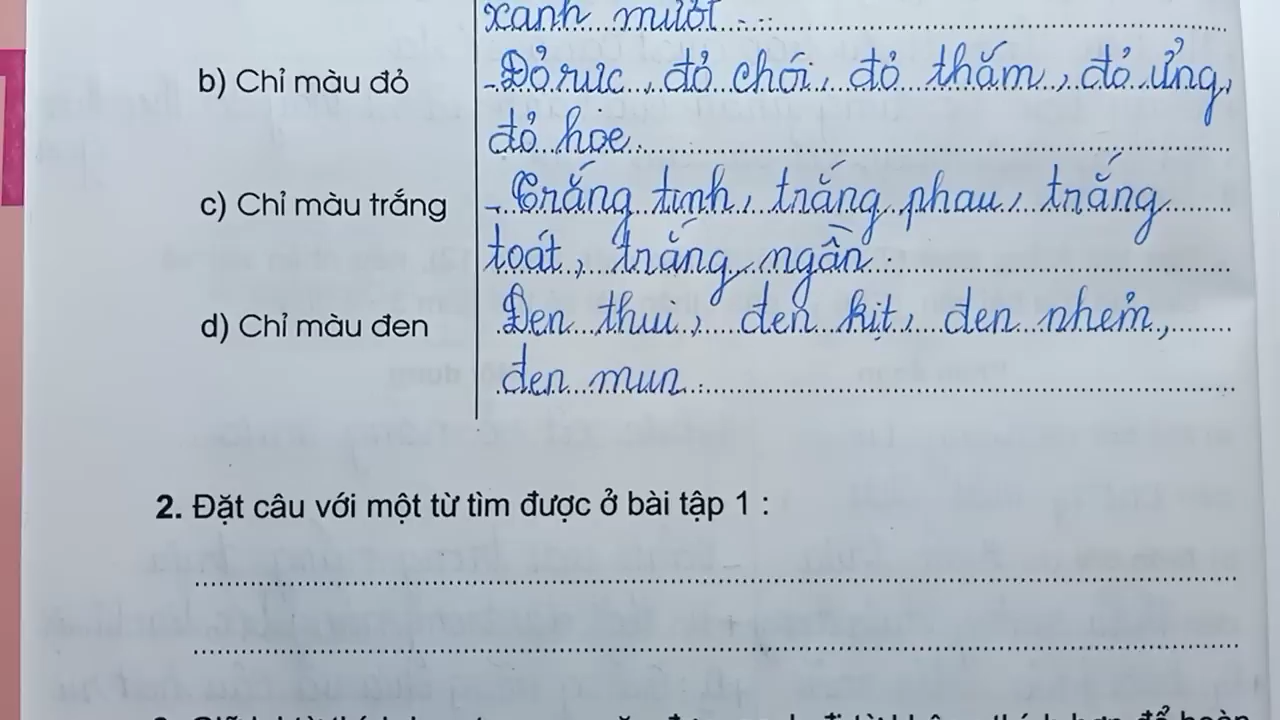 xanh mướt
b) Chỉ màu đỏ
- Đỏ rực, đỏ chói, đỏ thắm, đỏ ửng,
đỏ hoe.
c) Chỉ màu trắng
- Trắng tinh, trắng phau, trắng
toát, trắng ngần
d) Chỉ màu đen
Đen thui, đen kịt, đen nhẻm,
đen mun.
2. Đặt câu với một từ tìm được ở bài tập 1 :